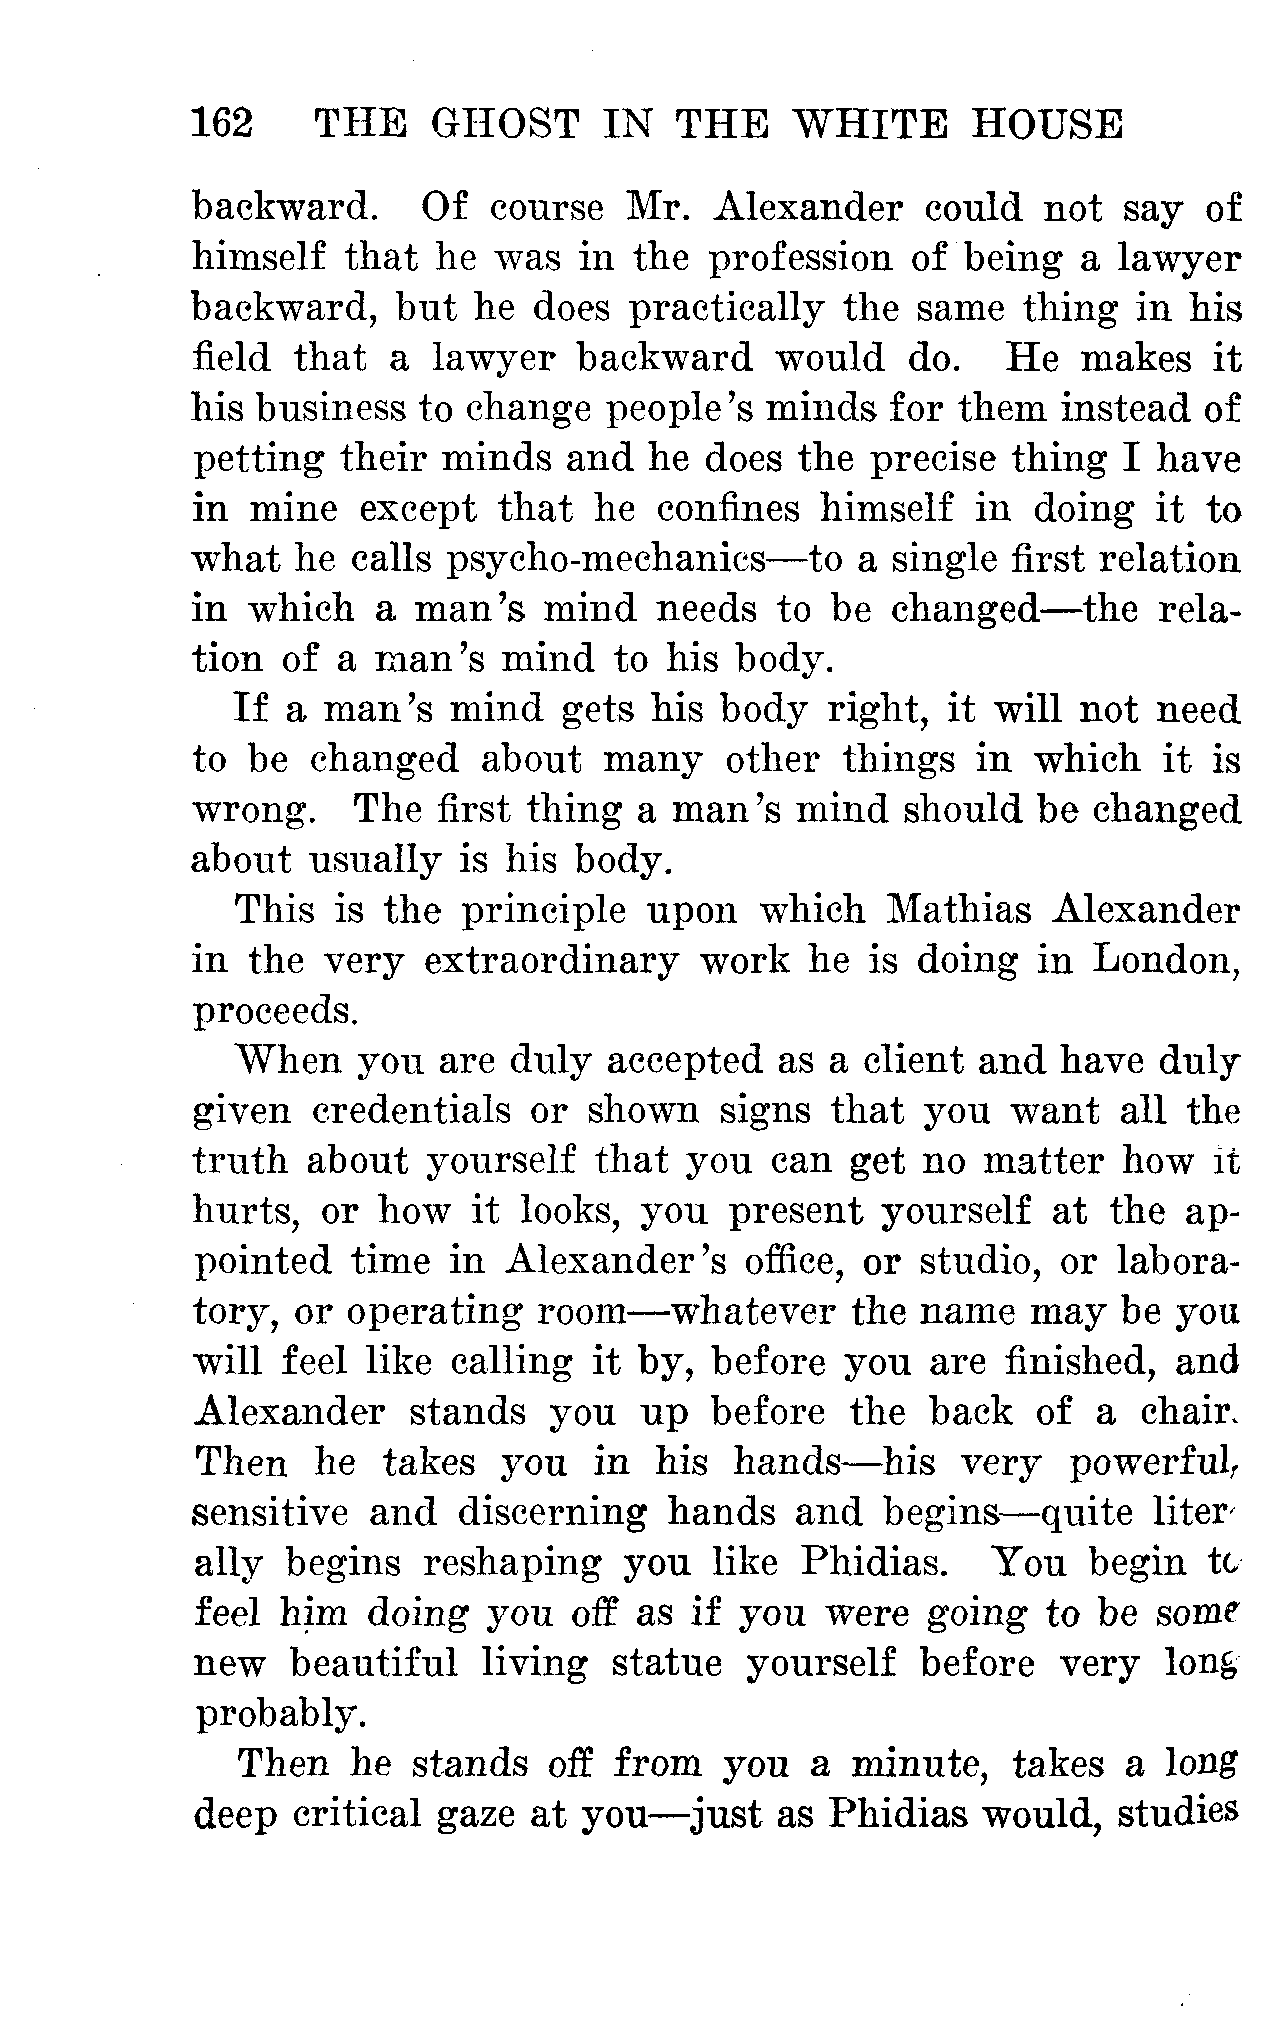 162 THE GHOST IN THE WHITE HOUSE
backward. Of course Mr. Alexander could not say of
himself that he was in the profession of being a lawyer
backward, but he does practically the same thing in his
field that a lawyer backward would do. He makes it
his business to change people's minds for them instead of
petting their minds and he does the precise thing I have
in mine except that he confines himself in doing it to
what he calls psycho-mechanics—to a single first relation
in which a man's mind needs to be changed—the rela-
tion of a man's mind to his body.
If a man's mind gets his body right, it will not need
to be changed about many other things in which it is
wrong. The first thing a man's mind should be changed
about usually is his body.
This is the principle upon which Mathias Alexander
in the very extraordinary work he is doing in London,
proceeds.
When you are duly accepted as a client and have duly
given credentials or shown signs that you want all the
truth about yourself that you can get no matter how it
hurts, or how it looks, you present yourself at the ap-
pointed time in Alexander's office, or studio, or labora-
tory, or operating room—whatever the name may be you
will feel like calling it by, before you are finished, and
Alexander stands you up before the back of a chair.
Then he takes you in his hands—his very powerful,
sensitive and discerning hands and begins—quite liter-
ally begins reshaping you like Phidias. You begin to
feel him doing you off as if you were going to be some
new beautiful living statue yourself before very long
probably.
Then he stands off from you a minute, takes a long
deep critical gaze at you—just as Phidias would, studies